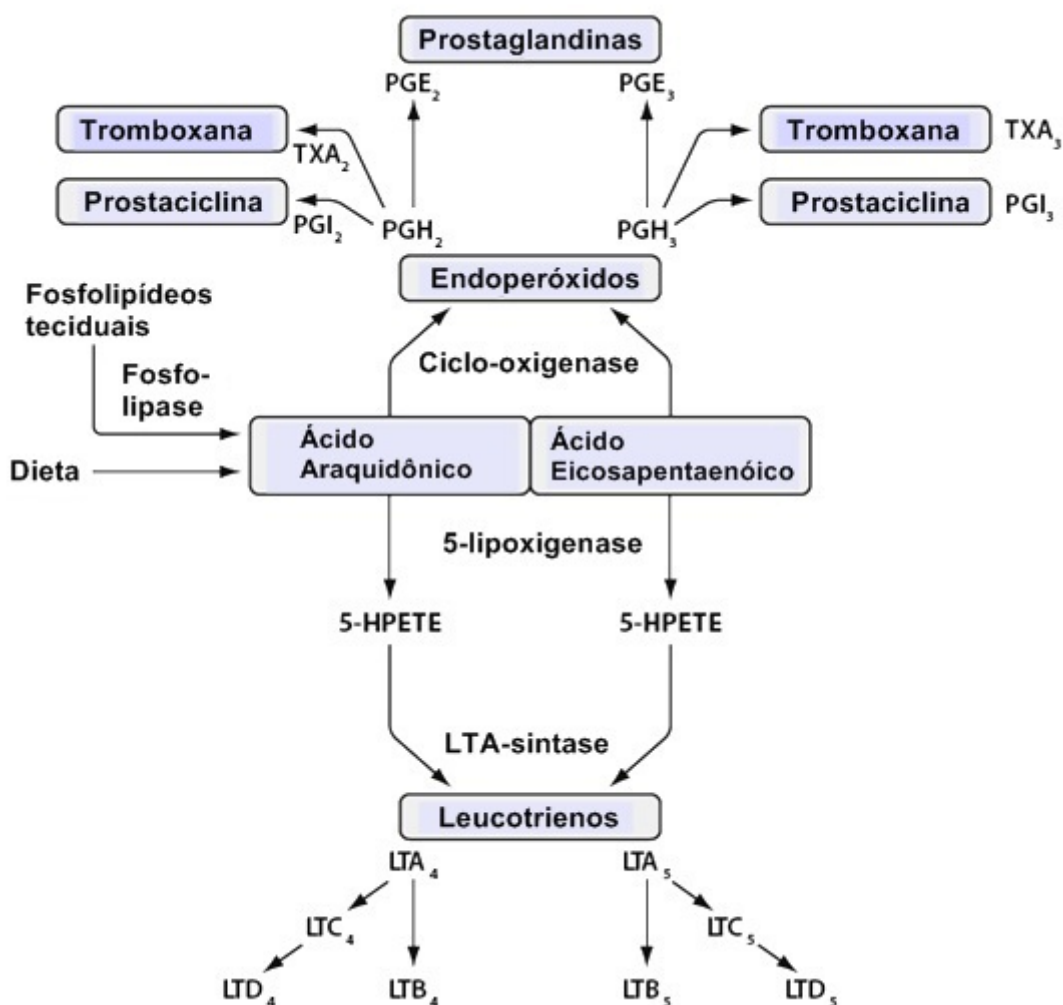 Prostaglandinas
PGE₂
PGE₃
Tromboxana
TXA₂
Tromboxana
TXA₃
Prostaciclina
PGI₂
Prostaciclina
PGI₃
PGH₂
PGH₃
Endoperóxidos
Fosfolipídeos
teciduais
Ciclo-oxigenase
Fosfo-
lipase
Ácido
Araquidônico
Ácido
Eicosapentaenóico
Dieta
5-lipoxigenase
5-HPETE
5-HPETE
LTA-sintase
Leucotrienos
LTA₄
LTA₅
LTC₄
LTC₅
LTD₄
LTB₄
LTB₅
LTD₅